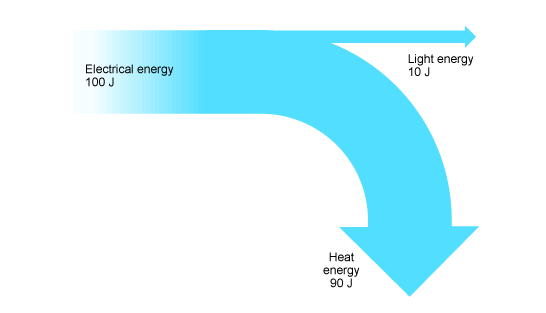 Electrical energy
100 J
Light energy
10 J
Heat
energy
90 J